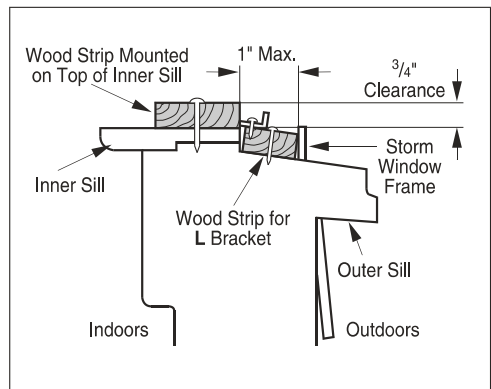 Wood Strip Mounted
on Top of Inner Sill
1" Max.
3/4"
Clearance
Inner Sill
Storm
Window
Frame
Wood Strip for
L Bracket
Outer Sill
Indoors
Outdoors